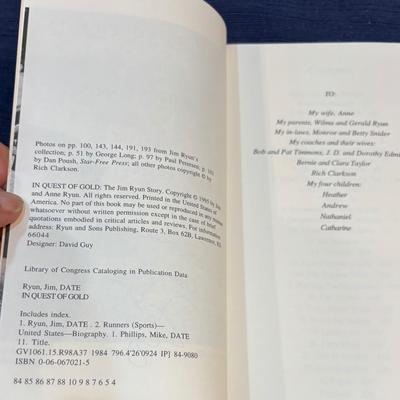 Photos on pp. 100, 143, 144, 191, 193 from Jim Ryun's
collection; p. 51 by George Long; p. 97 by Paul Petersen; p. 103
by Dan Poush, Star-Free Press; all other photos copyright © by
Rich Clarkson.
IN QUEST OF GOLD: The Jim Ryun Story. Copyright © 1995 by Jim
and Anne Ryun. All rights reserved. Printed in the United States of
America. No part of this book may be used or reproduced in any manner
whatsoever without written permission except in the case of brief
quotations embodied in critical articles and reviews. For information
address: Ryun and Sons Publishing. Route 3, Box 62B, Lawrence, KS
66044
Designer: David Guy
Library of Congress Cataloging in Publication Data
Ryun, Jim, DATE
IN QUEST OF GOLD
Includes index.
1. Ryun, Jim, DATE . 2. Runners (Sports)—
United States—Biography. 1. Phillips, Mike, DATE
11. Title.
GV1061.15.R98A37 1984 796.4'26'0924 [P] 84-9080
ISBN 0-06-067021-5
84 85 86 87 88 10 9 8 7 6 5 4
TO:
My wife, Anne
My parents, Wilma and Gerald Ryun
My in-laws, Monroe and Betty Snider
My coaches and their wives:
Bob and Pat Timmons, J. D. and Dorothy Edmi
Bernie and Clara Taylor
Rich Clarkson
My four children:
Heather
Andrew
Nathaniel
Catharine